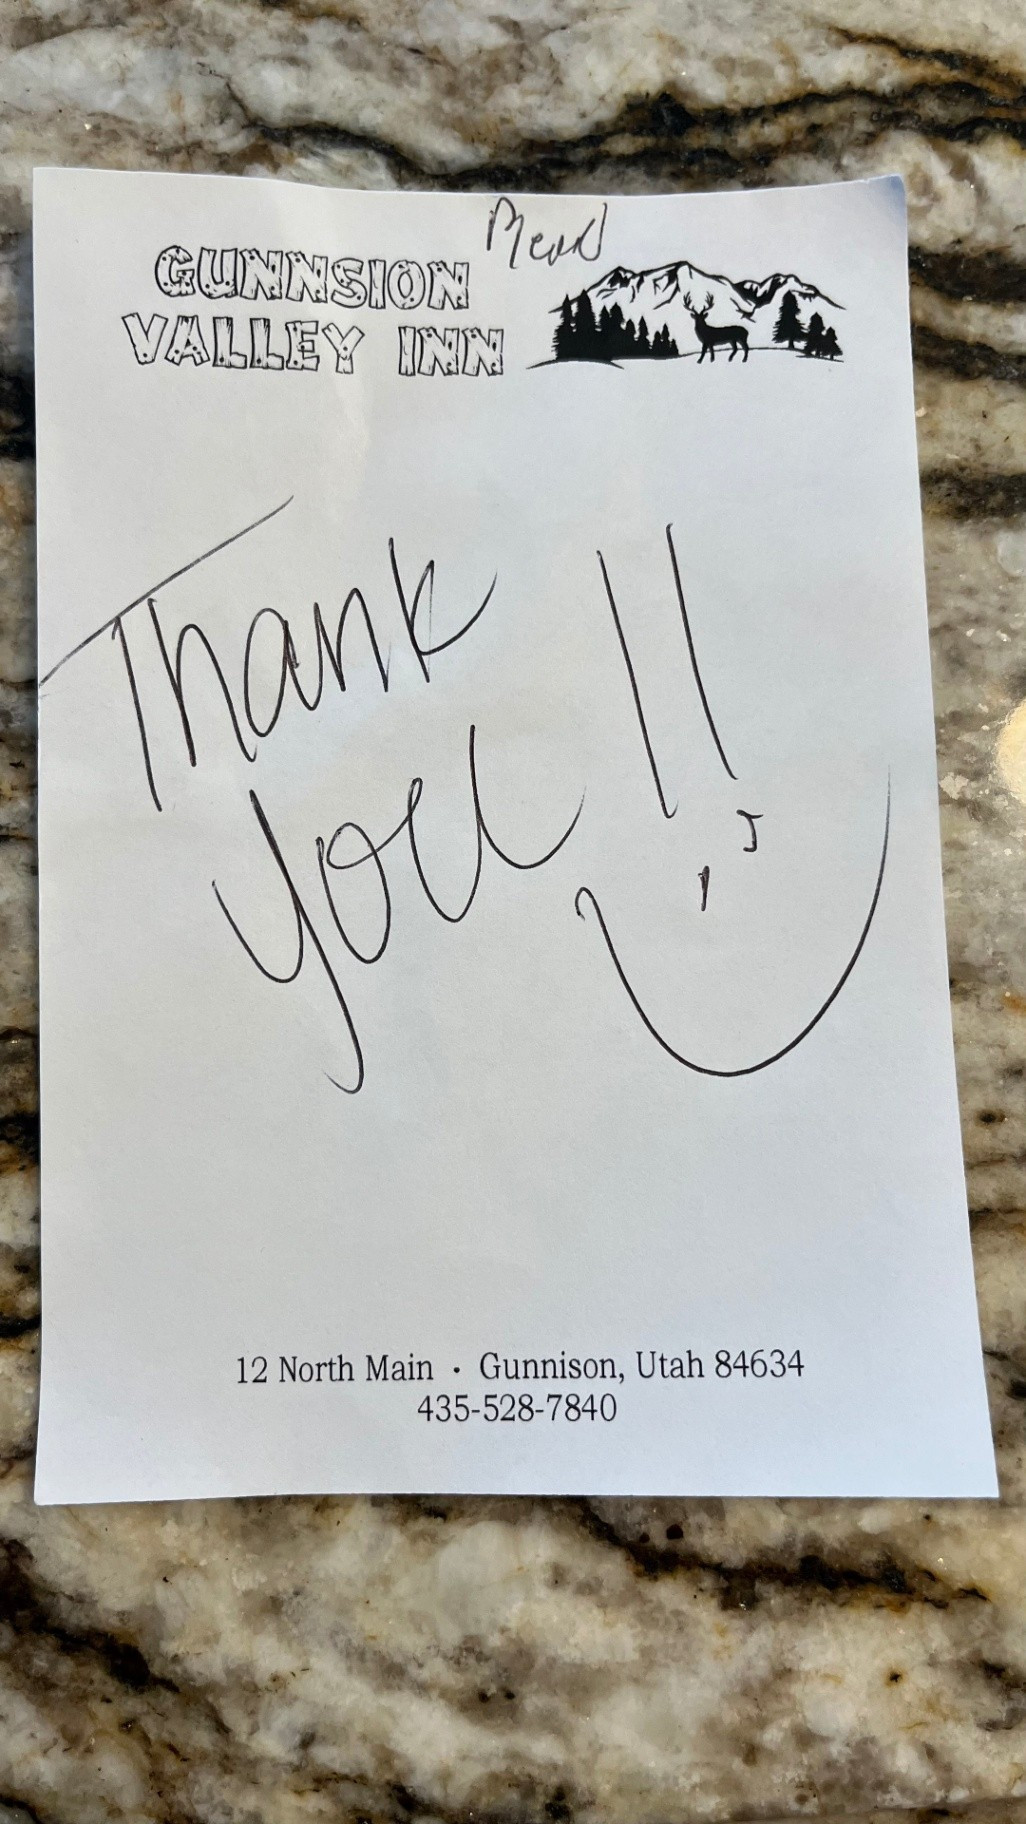 GUNNSION
VALLEY INN
Thank
you!!
12 North Main · Gunnison, Utah 84634
435-528-7840